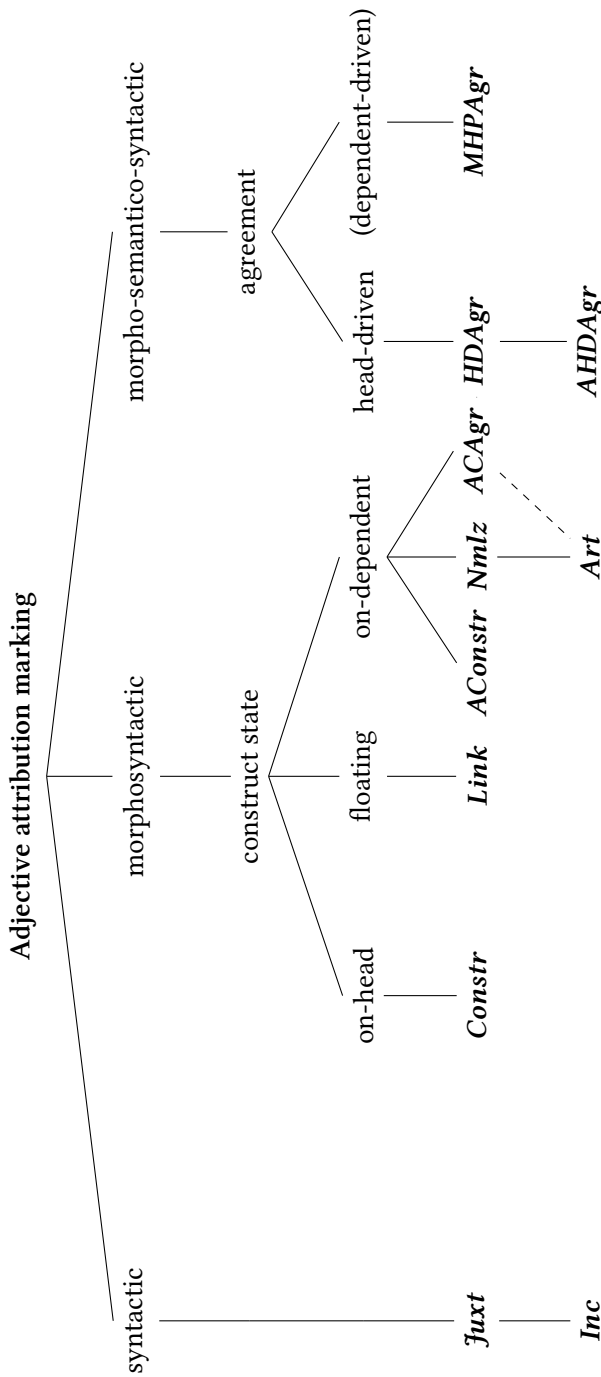 Adjective attribution marking
syntactic morphosyntactic morpho-semantico-syntactic
construct state agreement
on-head floating on-dependent head-driven (dependent-driven)
Juxt Constr Link AConstr Nmlz ACAgr HDAgr MHPAgr
Inc Art AHDAgr